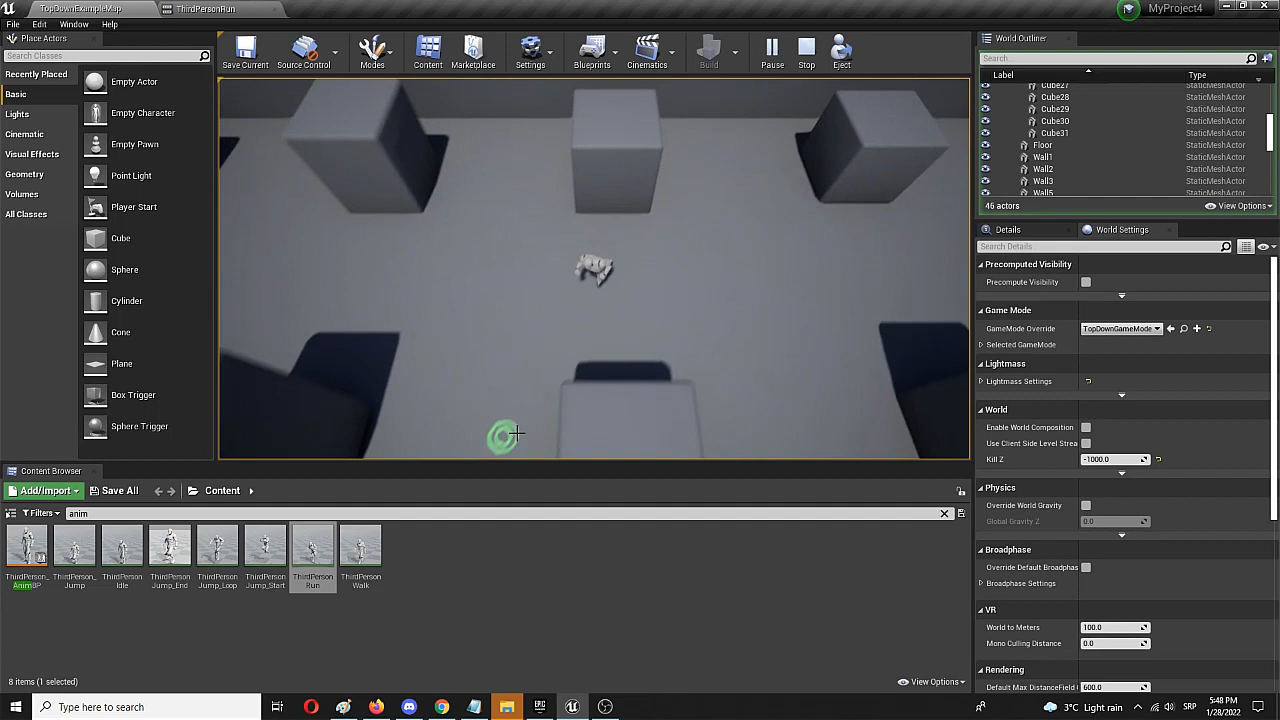 TopDownExampleMap
ThirdPersonRun
MyProject4
File Edit Window Help
Place Actors
Search Classes
Recently Placed
Basic
Lights
Cinematic
Visual Effects
Geometry
Volumes
All Classes
Empty Actor
Empty Character
Empty Pawn
Point Light
Player Start
Cube
Sphere
Cylinder
Cone
Plane
Box Trigger
Sphere Trigger
Save Current
Source Control
Modes
Content
Marketplace
Settings
Blueprints
Cinematics
Build
Pause
Stop
Eject
World Outliner
Search...
Label Type
Cube27 StaticMeshActor
Cube28 StaticMeshActor
Cube29 StaticMeshActor
Cube30 StaticMeshActor
Cube31 StaticMeshActor
Floor StaticMeshActor
Wall1 StaticMeshActor
Wall2 StaticMeshActor
Wall3 StaticMeshActor
Wall5 StaticMeshActor
46 actors View Options
Details
World Settings
Search Details
Precomputed Visibility
Precompute Visibility
Game Mode
GameMode Override TopDownGameMode
Selected GameMode
Lightmass
Lightmass Settings
World
Enable World Composition
Use Client Side Level Strea
Kill Z -1000.0
Physics
Override World Gravity
Global Gravity Z 0.0
Broadphase
Override Default Broadphas
Broadphase Settings
VR
World to Meters 100.0
Mono Culling Distance 0.0
Rendering
Default Max DistanceField 600.0
Content Browser
Add/Import Save All Content
Filters anim
ThirdPerson_
AnimBP
ThirdPerson_
Jump
ThirdPerson
Idle
ThirdPerson
Jump_End
ThirdPerson
Jump_Loop
ThirdPerson
Jump_Start
ThirdPerson
Run
ThirdPerson
Walk
8 items (1 selected) View Options
Type here to search
3°C Light rain
SRP
5:48 PM
1/28/2022